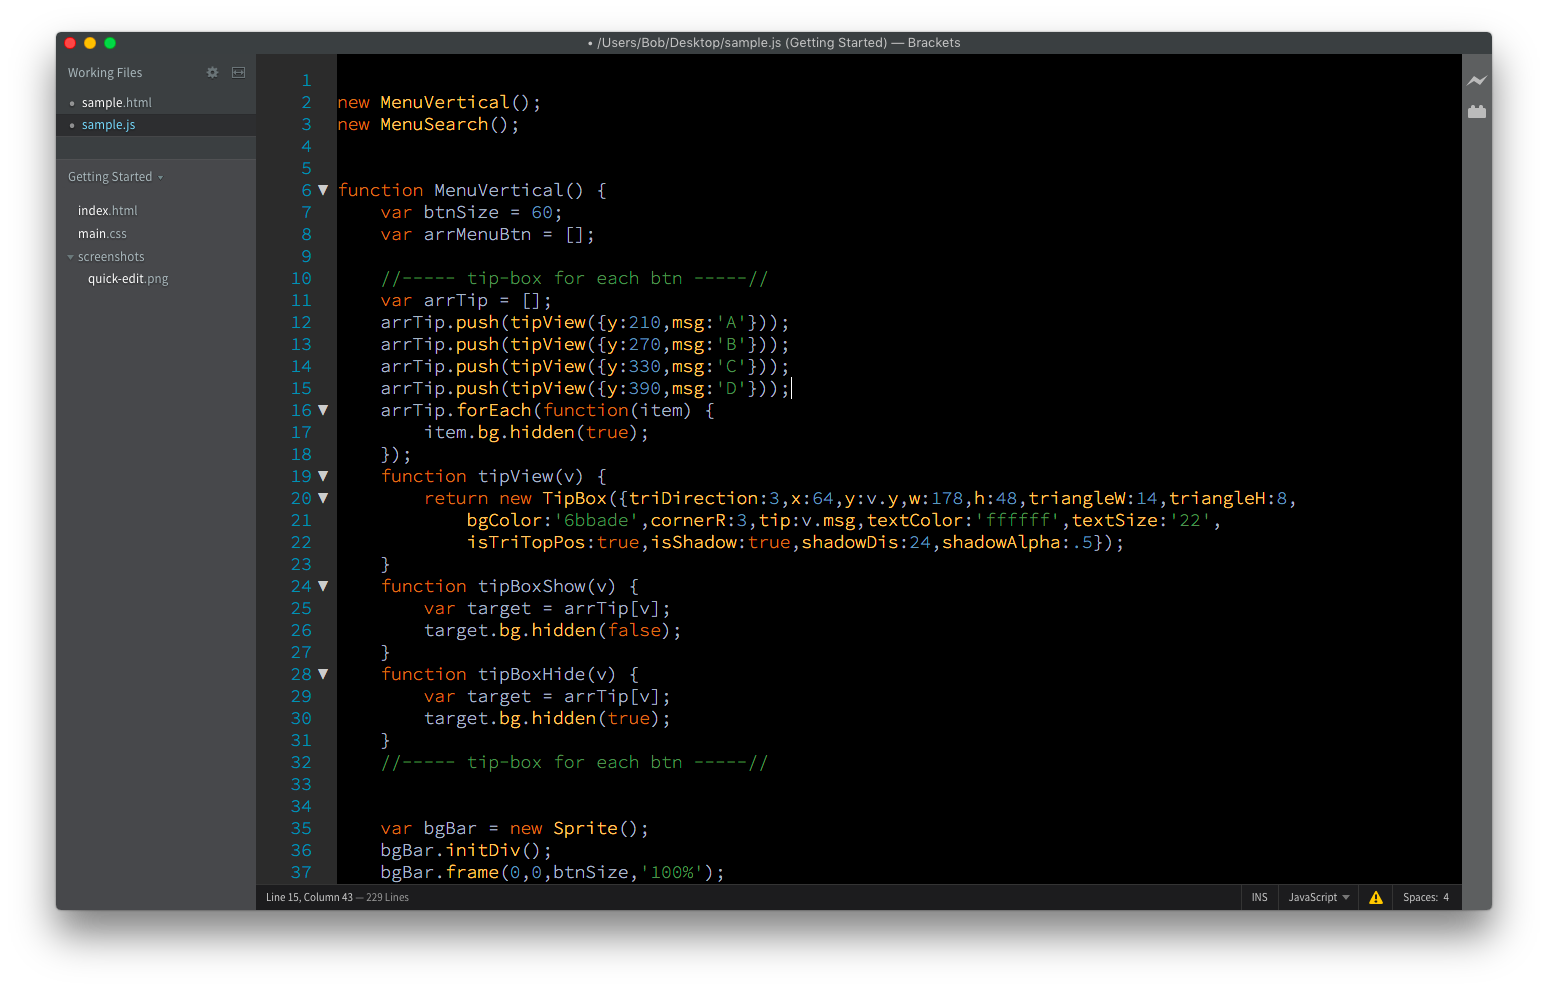 • /Users/Bob/Desktop/sample.js (Getting Started) — Brackets
Working Files
• sample.html
• sample.js
Getting Started
index.html
main.css
screenshots
quick-edit.png
1
2 new MenuVertical();
3 new MenuSearch();
4
5
6 function MenuVertical() {
7     var btnSize = 60;
8     var arrMenuBtn = [];
9
10     //----- tip-box for each btn -----//
11     var arrTip = [];
12     arrTip.push(tipView({y:210,msg:'A'}));
13     arrTip.push(tipView({y:270,msg:'B'}));
14     arrTip.push(tipView({y:330,msg:'C'}));
15     arrTip.push(tipView({y:390,msg:'D'}));
16     arrTip.forEach(function(item) {
17         item.bg.hidden(true);
18     });
19     function tipView(v) {
20         return new TipBox({triDirection:3,x:64,y:v.y,w:178,h:48,triangleW:14,triangleH:8,
21             bgColor:'6bbade',cornerR:3,tip:v.msg,textColor:'ffffff',textSize:'22',
22             isTriTopPos:true,isShadow:true,shadowDis:24,shadowAlpha:.5});
23     }
24     function tipBoxShow(v) {
25         var target = arrTip[v];
26         target.bg.hidden(false);
27     }
28     function tipBoxHide(v) {
29         var target = arrTip[v];
30         target.bg.hidden(true);
31     }
32     //----- tip-box for each btn -----//
33
34
35     var bgBar = new Sprite();
36     bgBar.initDiv();
37     bgBar.frame(0,0,btnSize,'100%');
Line 15, Column 43 — 229 Lines
INS
JavaScript
Spaces: 4